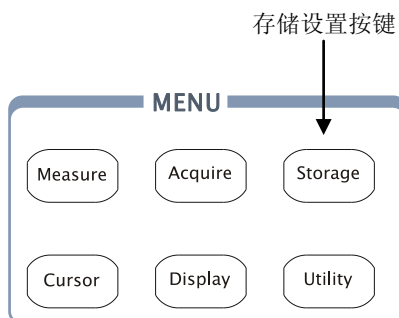 存储设置按键
MENU
Measure Acquire Storage
Cursor Display Utility